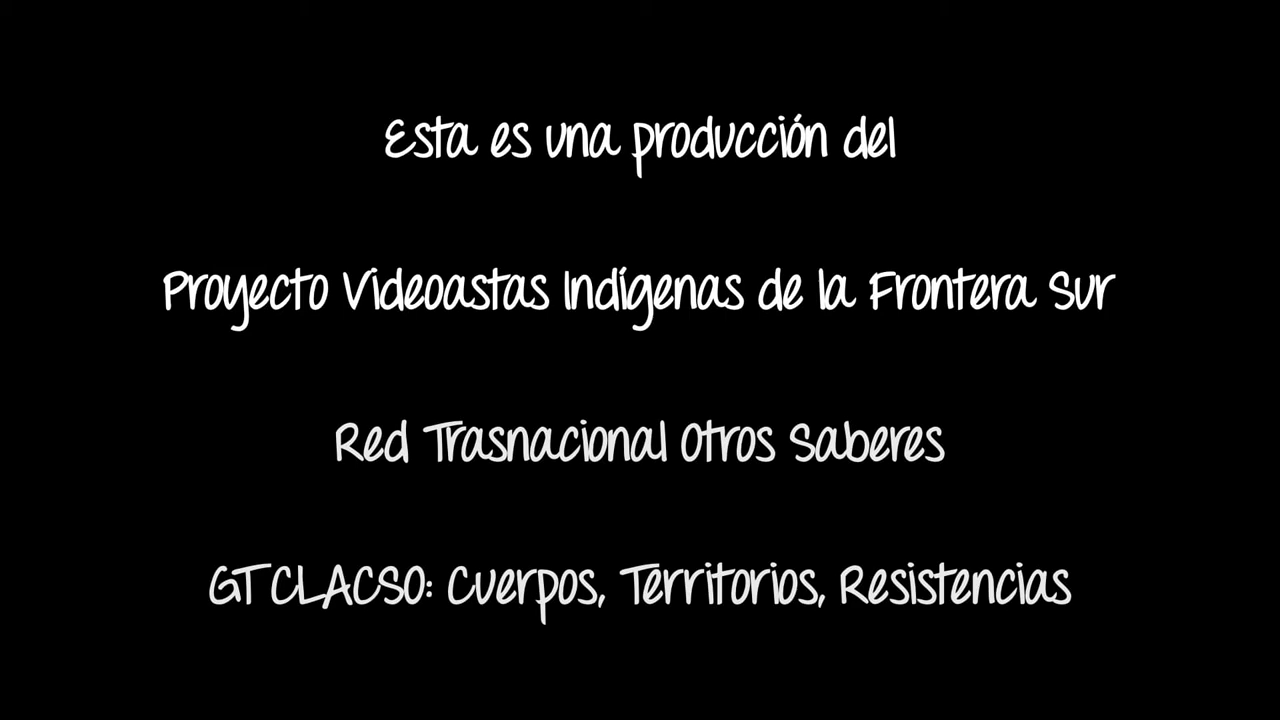 Esta es una producción del
Proyecto Videoastas Indígenas de la Frontera Sur
Red Trasnacional Otros Saberes
GT CLACSO: Cuerpos, Territorios, Resistencias